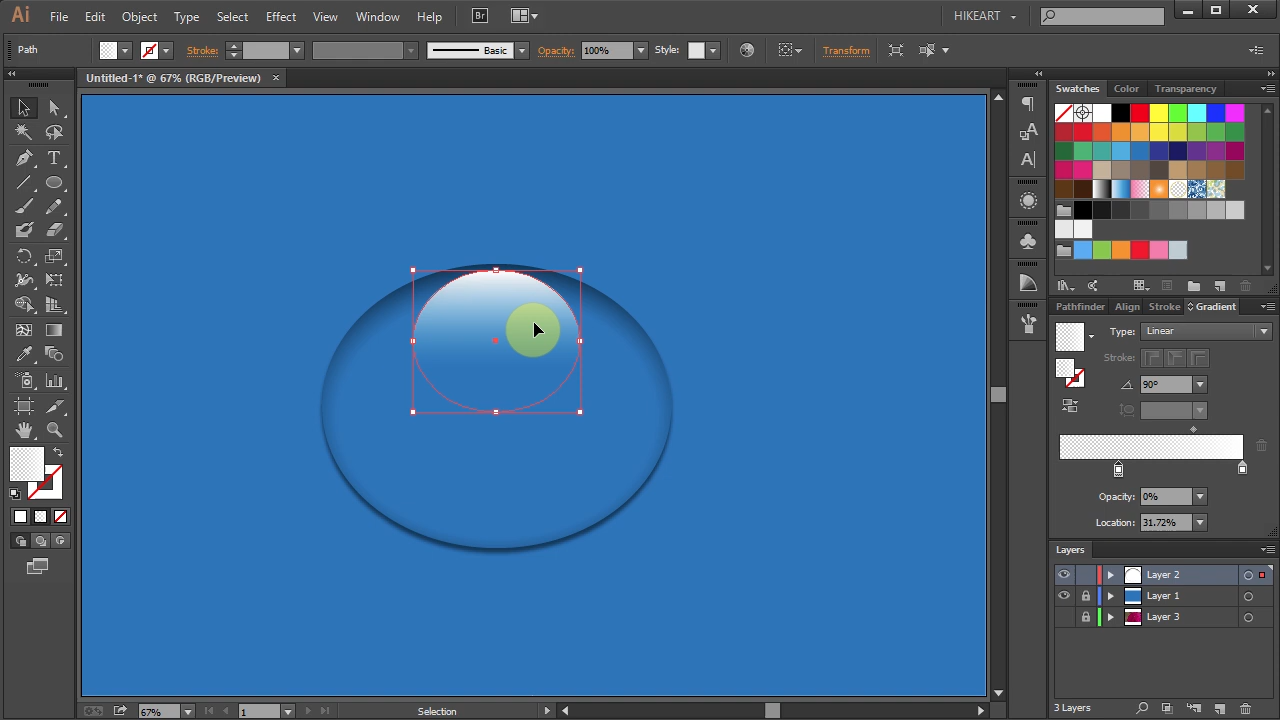 Ai File Edit Object Type Select Effect View Window Help Br HIKEART
Path Stroke: Basic Opacity: 100% Style: Transform
Untitled-1* @ 67% (RGB/Preview) ×
Swatches Color Transparency
Pathfinder Align Stroke Gradient
Type: Linear
Stroke:
90°
Opacity: 0%
Location: 31.72%
Layers
Layer 2
Layer 1
Layer 3
3 Layers
67% 1 Selection